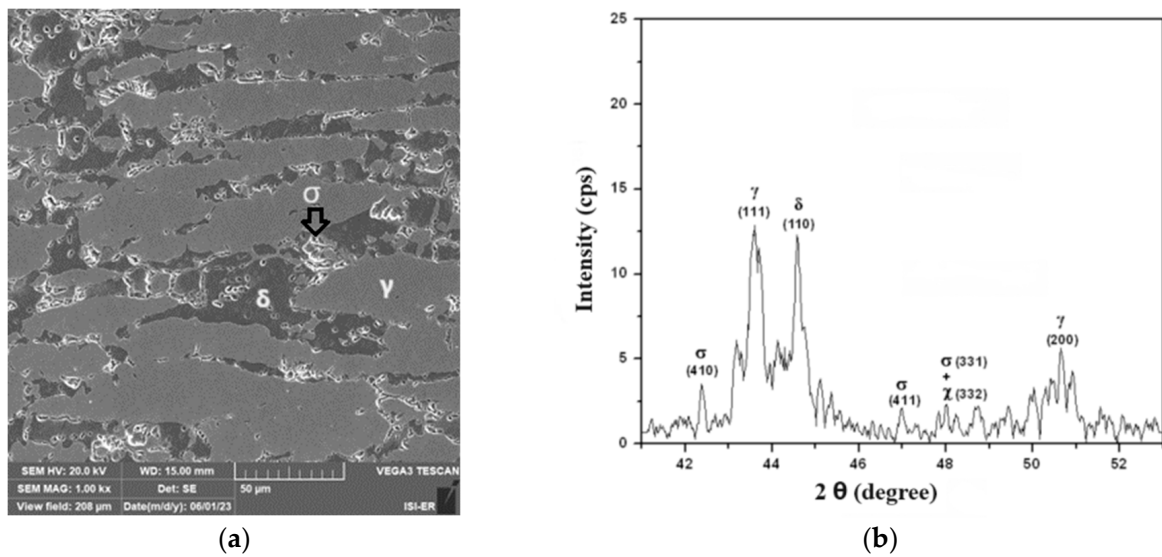 σ
δ
γ
SEM HV: 20.0 kV WD: 15.00 mm VEGA3 TESCAN
SEM MAG: 1.00 kx Det: SE 50 µm
View field: 208 µm Date(m/d/y): 06/01/23 ISI-ER
(a)
25
20
15
10
5
0
Intensity (cps)
γ
(111)
δ
(110)
σ
(410)
σ
(411)
σ (331)
+
χ (332)
γ
(200)
42 44 46 48 50 52
2 θ (degree)
(b)